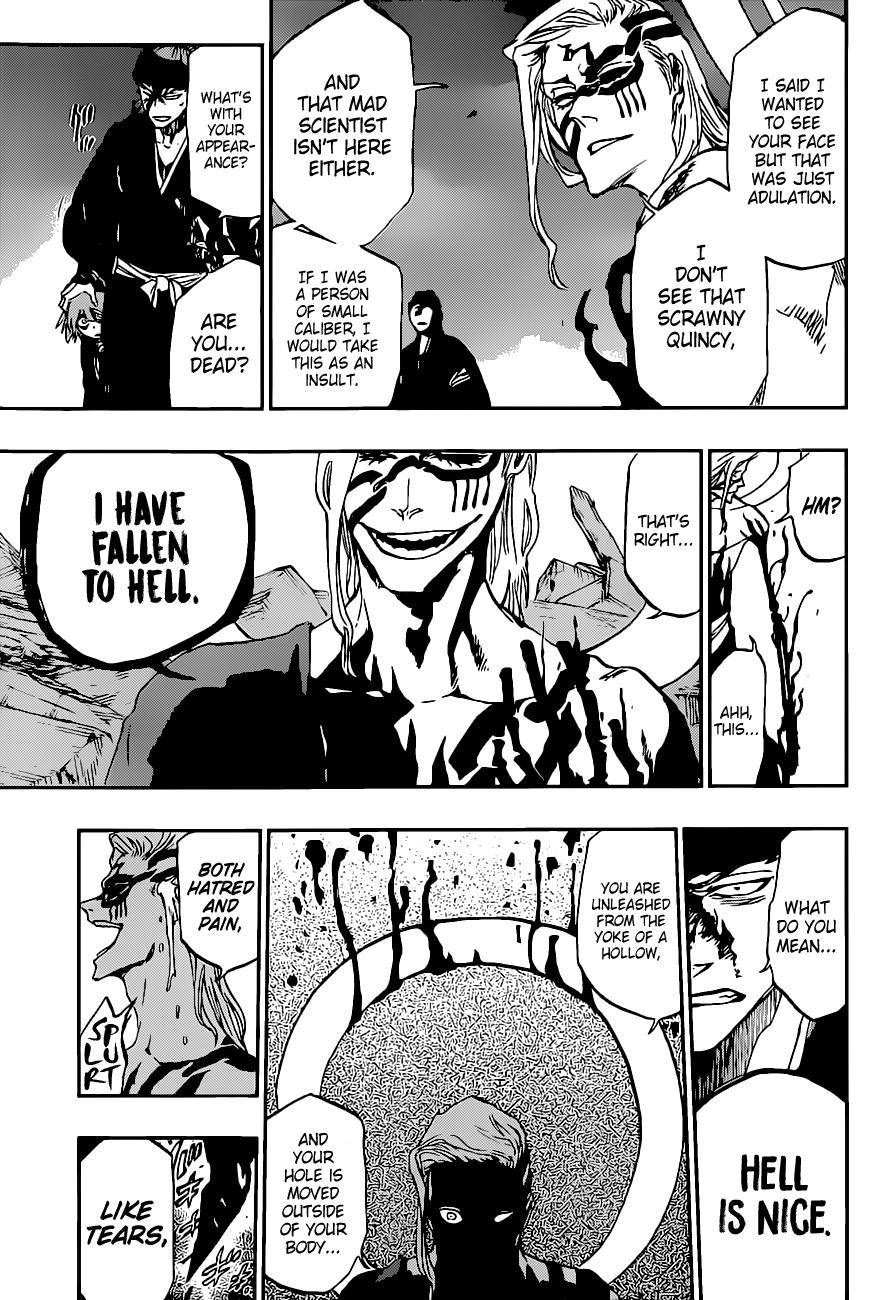 I SAID I
WANTED
TO SEE
YOUR FACE
BUT THAT
WAS JUST
ADULATION.
I
DON'T
SEE THAT
SCRAWNY
QUINCY,
AND
THAT MAD
SCIENTIST
ISN'T HERE
EITHER.
IF I WAS
A PERSON
OF SMALL
CALIBER, I
WOULD TAKE
THIS AS AN
INSULT.
WHAT'S
WITH
YOUR
APPEAR-
ANCE?
ARE
YOU...
DEAD?
HM?
AHH,
THIS...
THAT'S
RIGHT...
I HAVE
FALLEN
TO HELL.
WHAT
DO YOU
MEAN...
HELL
IS NICE.
YOU ARE
UNLEASHED
FROM THE
YOKE OF A
HOLLOW,
AND
YOUR
HOLE IS
MOVED
OUTSIDE
OF YOUR
BODY...
BOTH
HATRED
AND
PAIN,
SP
LU
RT
LIKE
TEARS,